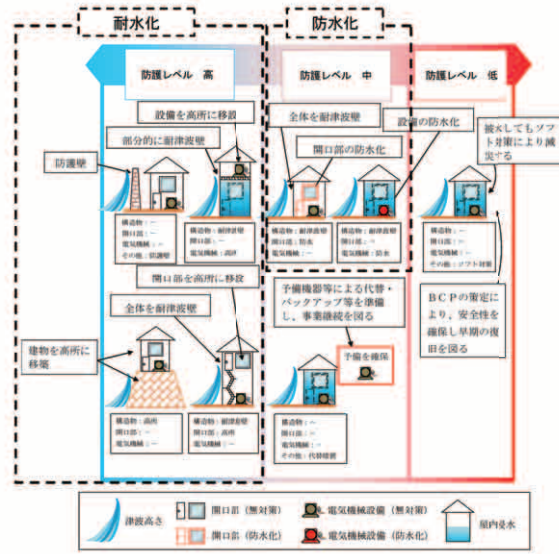 耐水化
防水化
防護レベル 高
防護レベル 中
防護レベル 低
設備を高所に移設
部分的に耐津波壁
防護壁
全体を耐津波壁
設備の防水化
開口部の防水化
被水してもソフ
ト対策により減
災する
構造物：－
開口部：－
電気機械：－
その他：防護壁
構造物：耐津波壁
開口部：－
電気機械：高所
構造物：耐津波壁
開口部：防水
電気機械：－
構造物：耐津波壁
開口部：－
電気機械：防水
構造物：－
開口部：－
電気機械：－
その他：ソフト対策
開口部を高所に移設
全体を耐津波壁
建物を高所に
移築
予備機器等による代替・
バックアップ等を準備
し、事業継続を図る
BCPの策定に
より、安全性を
確保し早期の復
旧を図る
予備を確保
構造物：高所
開口部：－
電気機械：－
構造物：耐津波壁
開口部：高所
電気機械：－
構造物：－
開口部：－
電気機械：－
その他：代替措置
津波高さ
開口部（無対策）
開口部（防水化）
電気機械設備（無対策）
電気機械設備（防水化）
屋内浸水